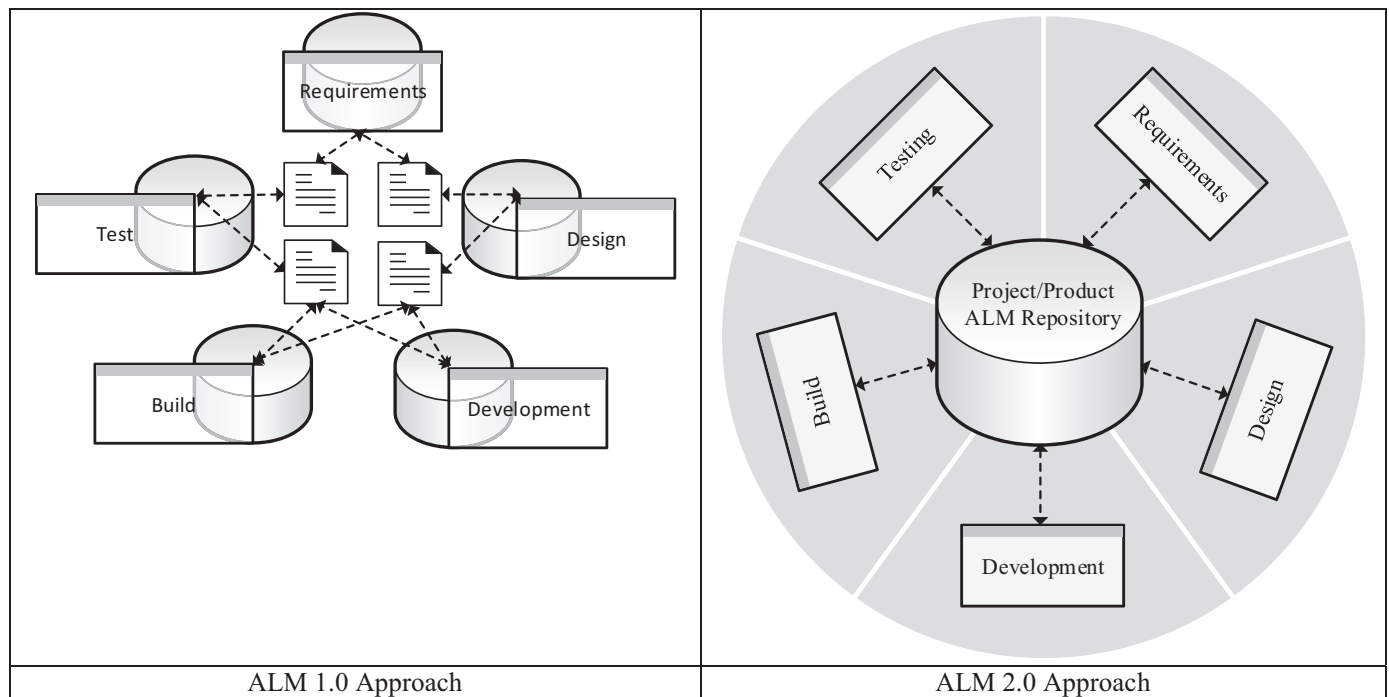 Requirements
Test
Design
Build
Development
ALM 1.0 Approach
Testing
Requirements
Project/Product
ALM Repository
Build
Design
Development
ALM 2.0 Approach